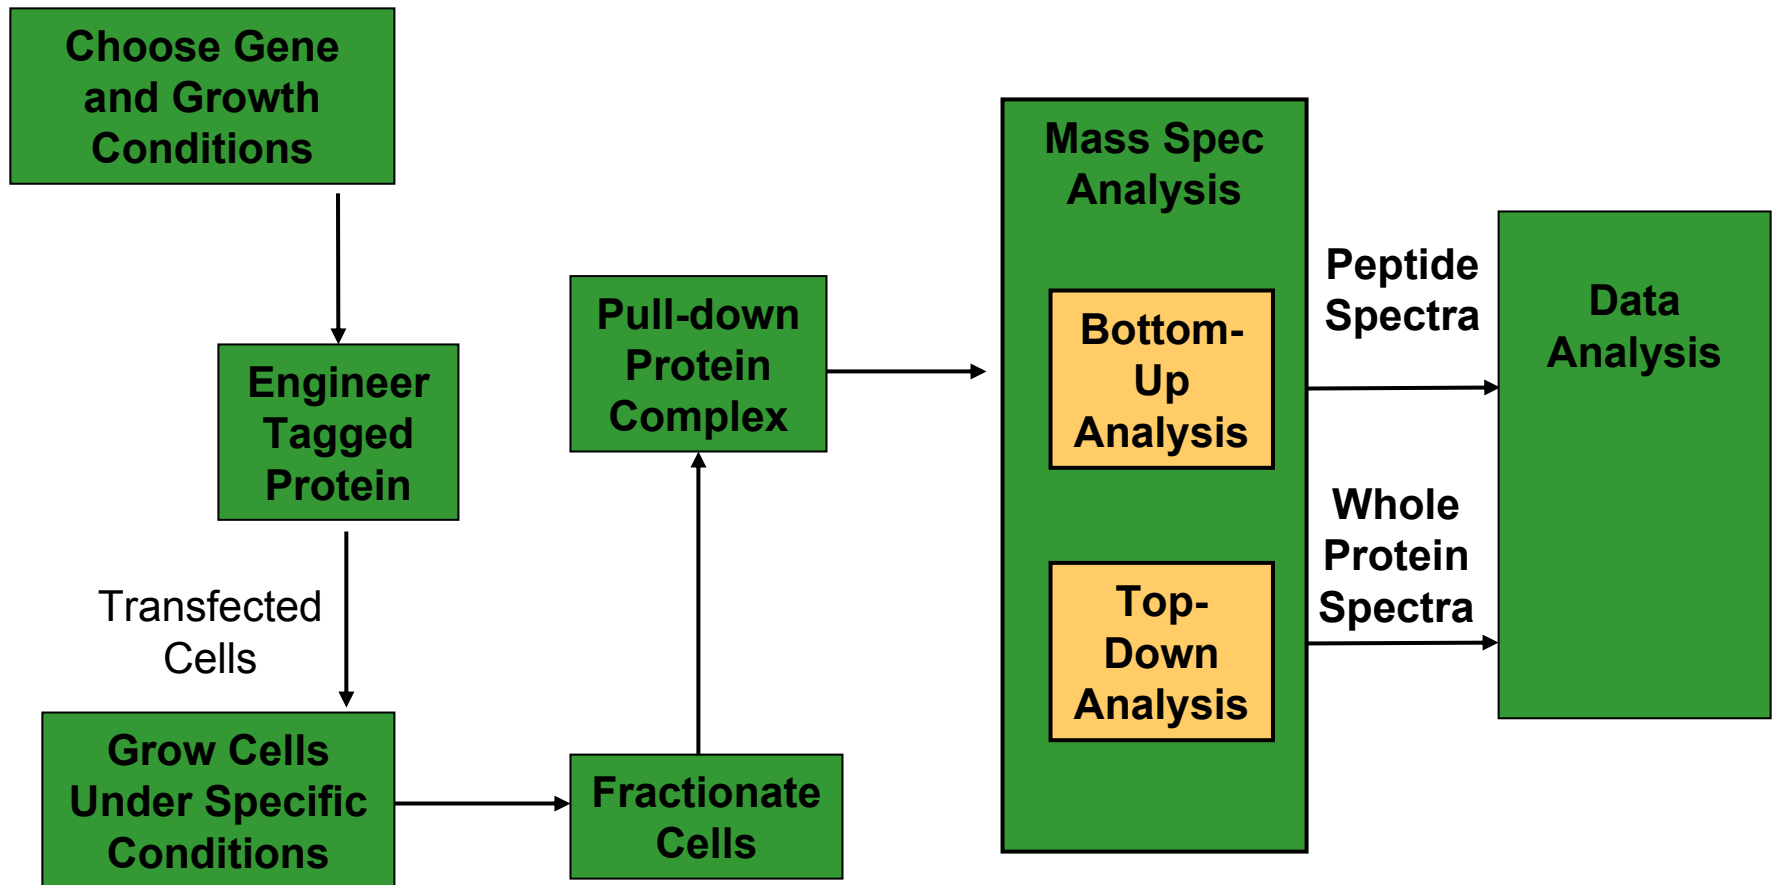 Choose Gene
and Growth
Conditions
Engineer
Tagged
Protein
Transfected
Cells
Grow Cells
Under Specific
Conditions
Fractionate
Cells
Pull-down
Protein
Complex
Mass Spec
Analysis
Bottom-
Up
Analysis
Top-
Down
Analysis
Peptide
Spectra
Whole
Protein
Spectra
Data
Analysis